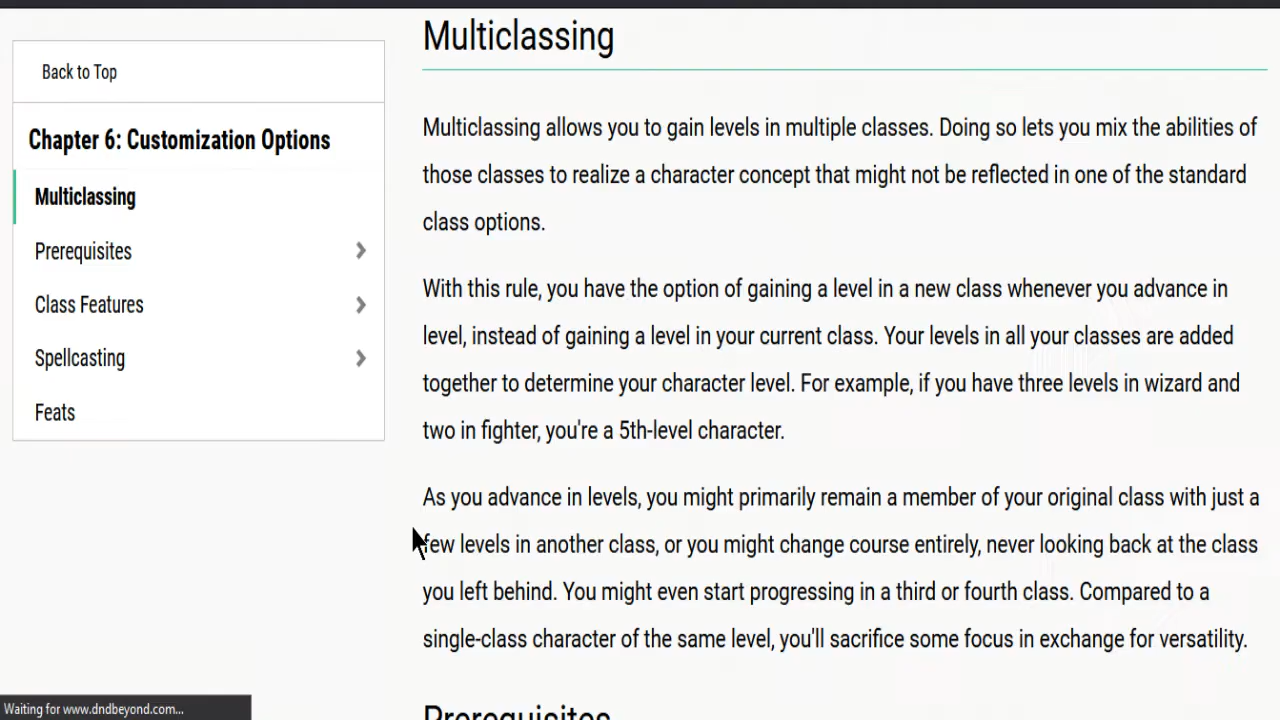 Back to Top
Chapter 6: Customization Options
Multiclassing
Prerequisites
Class Features
Spellcasting
Feats
Multiclassing
Multiclassing allows you to gain levels in multiple classes. Doing so lets you mix the abilities of
those classes to realize a character concept that might not be reflected in one of the standard
class options.
With this rule, you have the option of gaining a level in a new class whenever you advance in
level, instead of gaining a level in your current class. Your levels in all your classes are added
together to determine your character level. For example, if you have three levels in wizard and
two in fighter, you're a 5th-level character.
As you advance in levels, you might primarily remain a member of your original class with just a
few levels in another class, or you might change course entirely, never looking back at the class
you left behind. You might even start progressing in a third or fourth class. Compared to a
single-class character of the same level, you'll sacrifice some focus in exchange for versatility.
Prerequisites
Waiting for www.dndbeyond.com...